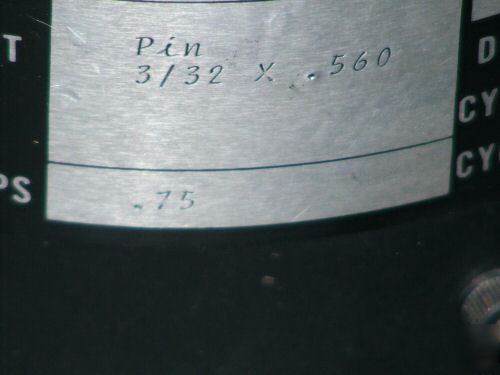 T
Pin
3/32 X .560
D
CY
CY
PS
.75